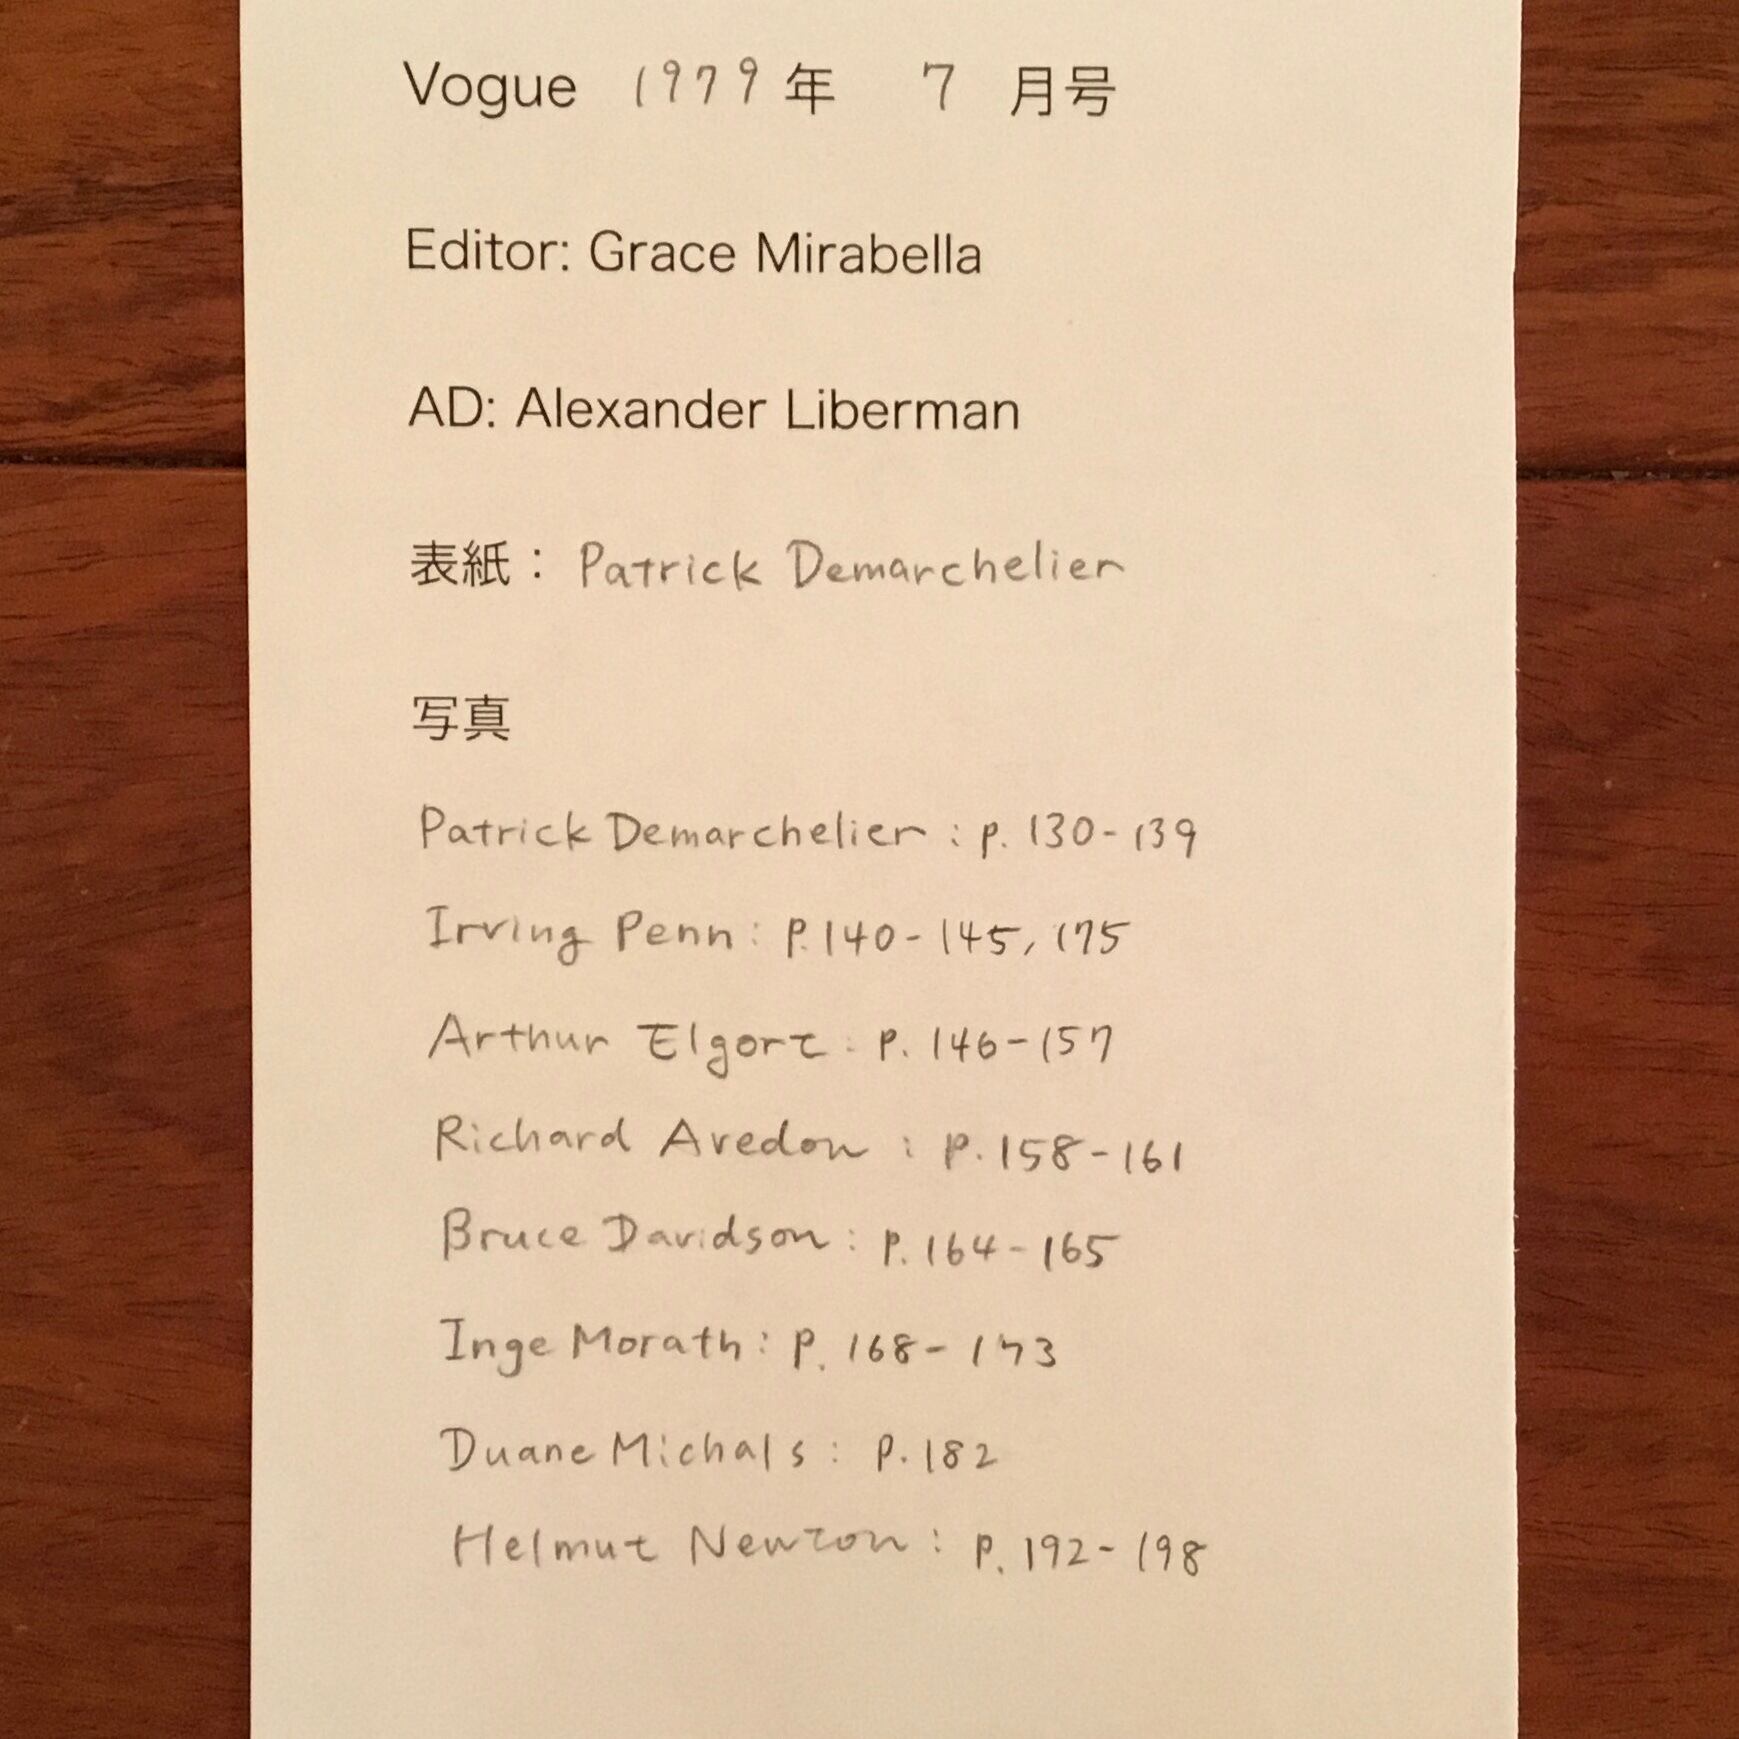 Vogue 1979年 7 月号
Editor: Grace Mirabella
AD: Alexander Liberman
表紙： Patrick Demarchelier
写真
Patrick Demarchelier : p. 130-139
Irving Penn : p. 140-145, 175
Arthur Elgort : p. 146-157
Richard Avedon : p. 158-161
Bruce Davidson : p. 164-165
Inge Morath : p. 168-173
Duane Michals : p. 182
Helmut Newton : p. 192-198